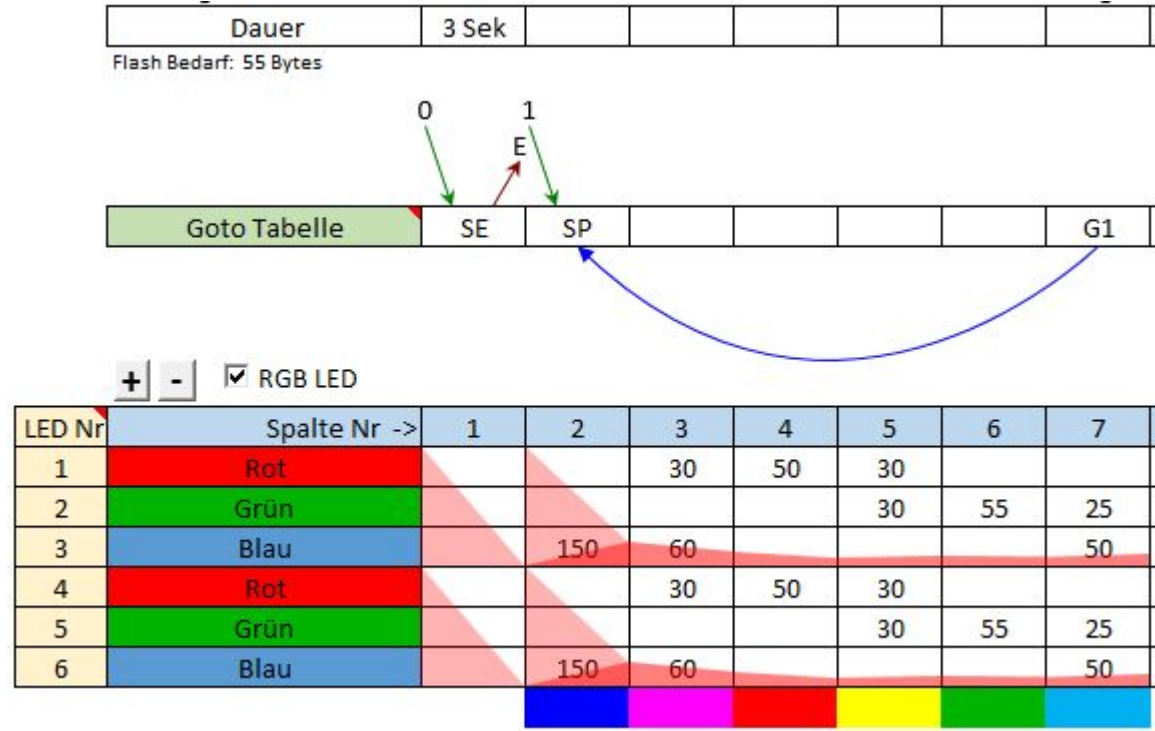 Dauer 3 Sek
Flash Bedarf: 55 Bytes
0 1
E
Goto Tabelle SE SP G1
+ - RGB LED
LED Nr Spalte Nr -> 1 2 3 4 5 6 7
1 Rot 30 50 30
2 Grün 30 55 25
3 Blau 150 60 50
4 Rot 30 50 30
5 Grün 30 55 25
6 Blau 150 60 50